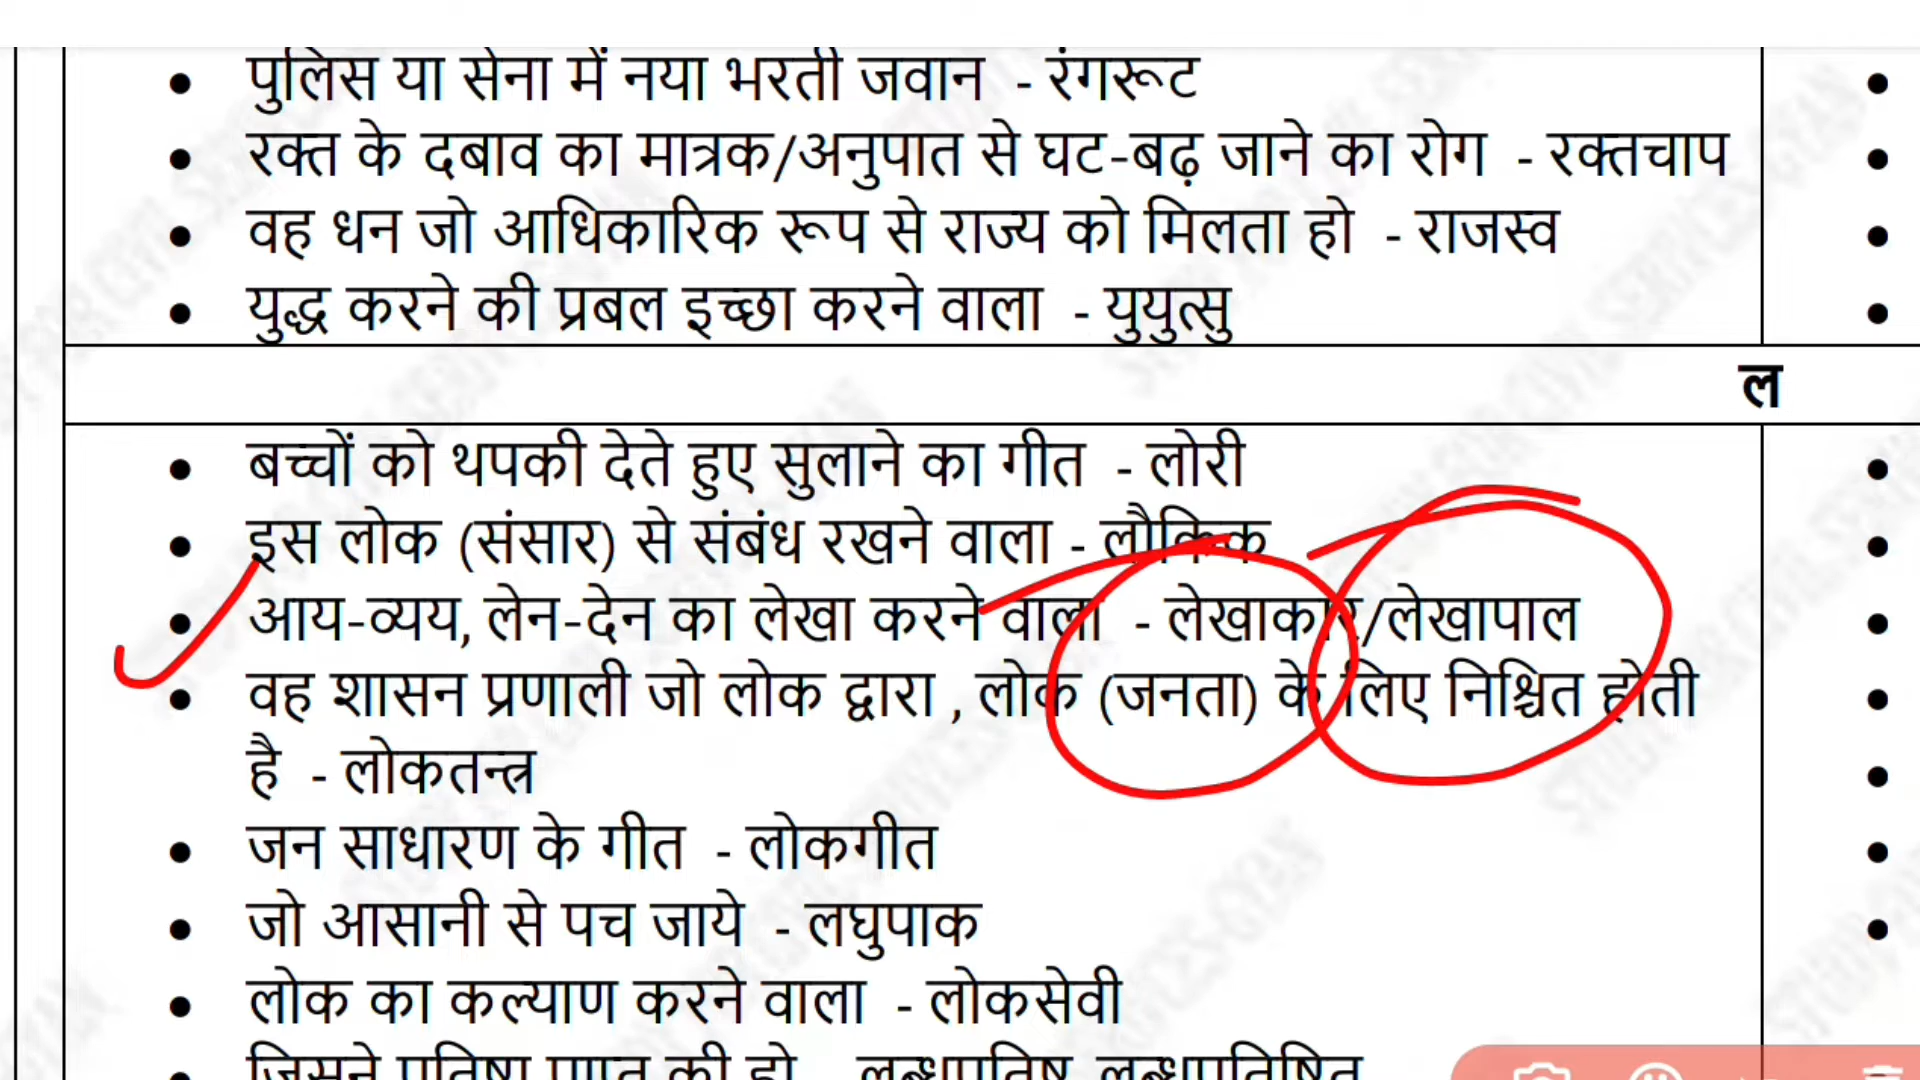 • पुलिस या सेना में नया भरती जवान - रंगरूट
• रक्त के दबाव का मात्रक/अनुपात से घट-बढ़ जाने का रोग - रक्तचाप
• वह धन जो आधिकारिक रूप से राज्य को मिलता हो - राजस्व
• युद्ध करने की प्रबल इच्छा करने वाला - युयुत्सु
ल
• बच्चों को थपकी देते हुए सुलाने का गीत - लोरी
• इस लोक (संसार) से संबंध रखने वाला - लौकिक
• आय-व्यय, लेन-देन का लेखा करने वाला - लेखाकार/लेखापाल
• वह शासन प्रणाली जो लोक द्वारा , लोक (जनता) के लिए निश्चित होती
है - लोकतन्त्र
• जन साधारण के गीत - लोकगीत
• जो आसानी से पच जाये - लघुपाक
• लोक का कल्याण करने वाला - लोकसेवी